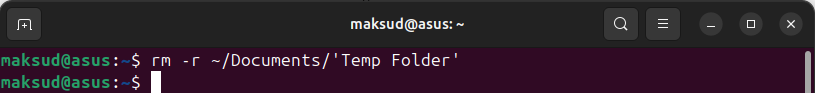 maksud@asus: ~
maksud@asus:~$ rm -r ~/Documents/'Temp Folder'
maksud@asus:~$